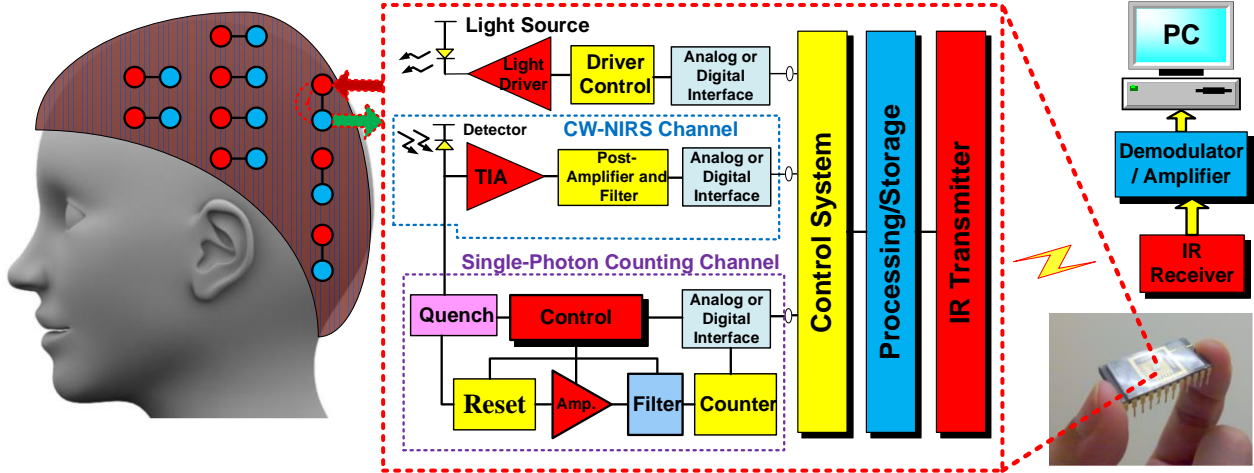 Light Source
Light
Driver
Driver
Control
Analog or
Digital
Interface
CW-NIRS Channel
Detector
TIA
Post-
Amplifier and
Filter
Analog or
Digital
Interface
Single-Photon Counting Channel
Quench
Control
Analog or
Digital
Interface
Reset
Amp.
Filter
Counter
Control System
Processing/Storage
IR Transmitter
PC
Demodulator
/ Amplifier
IR
Receiver